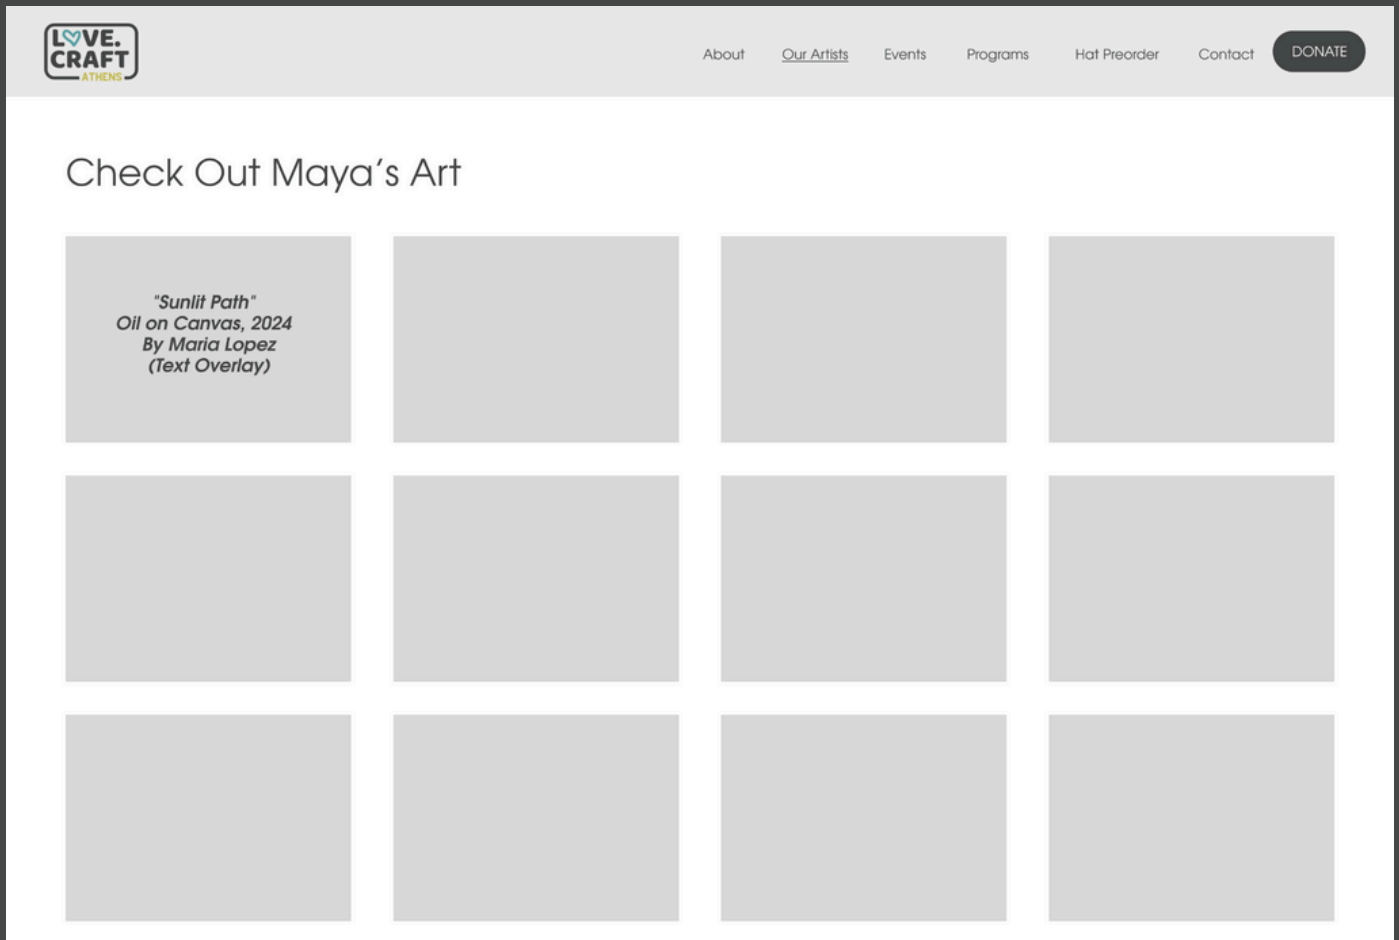 LOVE.
CRAFT
ATHENS
About Our Artists Events Programs Hat Preorder Contact DONATE
Check Out Maya’s Art
"Sunlit Path"
Oil on Canvas, 2024
By Maria Lopez
(Text Overlay)